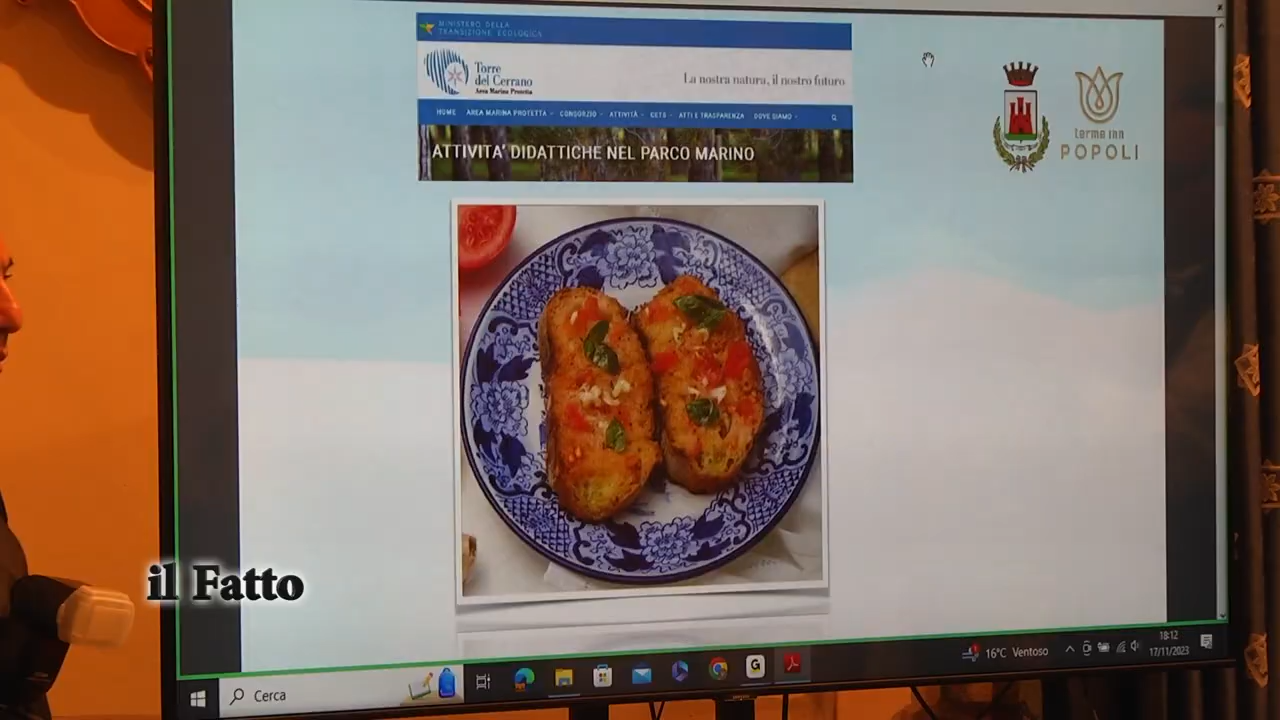 MINISTERO DELLA
TRANSIZIONE ECOLOGICA
Torre
del Cerrano
Area Marina Protetta
La nostra natura, il nostro futuro
HOME AREA MARINA PROTETTA CONSORZIO ATTIVITÀ CETS ATTI E TRASPARENZA DOVE SIAMO
ATTIVITA' DIDATTICHE NEL PARCO MARINO
terme inn
POPOLI
il Fatto
Cerca
G
16°C Ventoso
18:12
17/11/2023